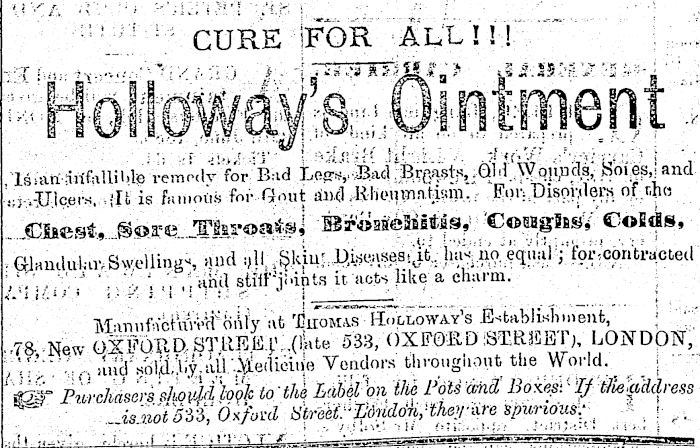 CURE FOR ALL!!!
Holloway's Ointment
Is an infallible remedy for Bad Legs, Bad Breasts, Old Wounds, Sores, and
Ulcers. It is famous for Gout and Rheumatism. For Disorders of the
Chest, Sore Throats, Bronchitis, Coughs, Colds,
Glandular Swellings, and all Skin Diseases it has no equal; for contracted
and stiff joints it acts like a charm.
Manufactured only at THOMAS HOLLOWAY'S Establishment,
78, New OXFORD STREET (late 533, OXFORD STREET), LONDON,
and sold by all Medicine Vendors throughout the World.
☞ Purchasers should look to the Label on the Pots and Boxes. If the address
is not 533, Oxford Street, London, they are spurious.